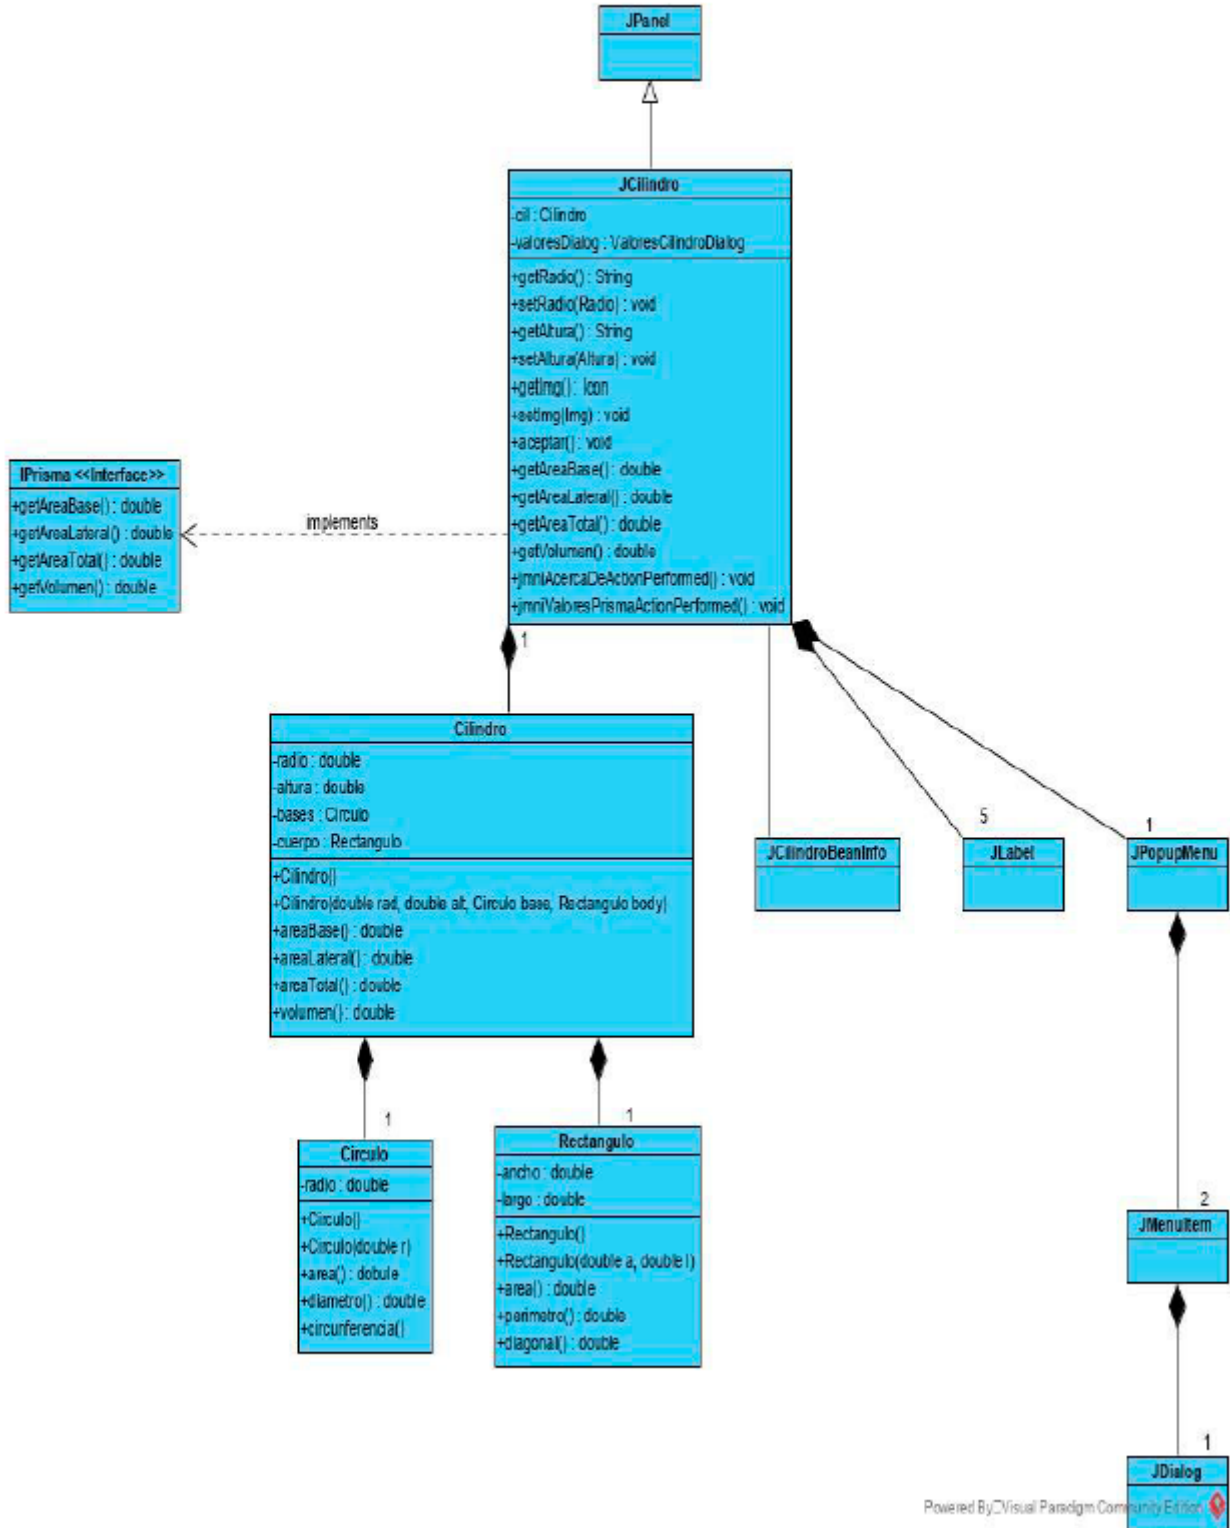 JPanel
JCilindro
-cil : Cilindro
-valoresDialog : ValoresCilindroDialog
+getRadio() : String
+setRadio(Radio) : void
+getAltura() : String
+setAltura(Altura) : void
+getImg() : Icon
+setImg(Img) : void
+aceptar() : void
+getAreaBase() : double
+getAreaLateral() : double
+getAreaTotal() : double
+getVolumen() : double
+jmniAcercaDeActionPerformed() : void
+jmniValoresPrismaActionPerformed() : void
IPrisma <<Interface>>
+getAreaBase() : double
+getAreaLateral() : double
+getAreaTotal() : double
+getVolumen() : double
implements
1
Cilindro
-radio : double
-altura : double
-bases : Circulo
-cuerpo : Rectangulo
+Cilindro()
+Cilindro(double rad, double alt, Circulo base, Rectangulo body)
+areaBase() : double
+areaLateral() : double
+areaTotal() : double
+volumen() : double
JCilindroBeanInfo
5
JLabel
1
JPopupMenu
1
Circulo
-radio : double
+Circulo()
+Circulo(double r)
+area() : dobule
+diametro() : double
+circunferencia()
1
Rectangulo
-ancho : double
-largo : double
+Rectangulo()
+Rectangulo(double a, double l)
+area() : double
+perimetro() : double
+diagonal() : double
2
JMenuItem
1
JDialog
Powered By Visual Paradigm Community Edition